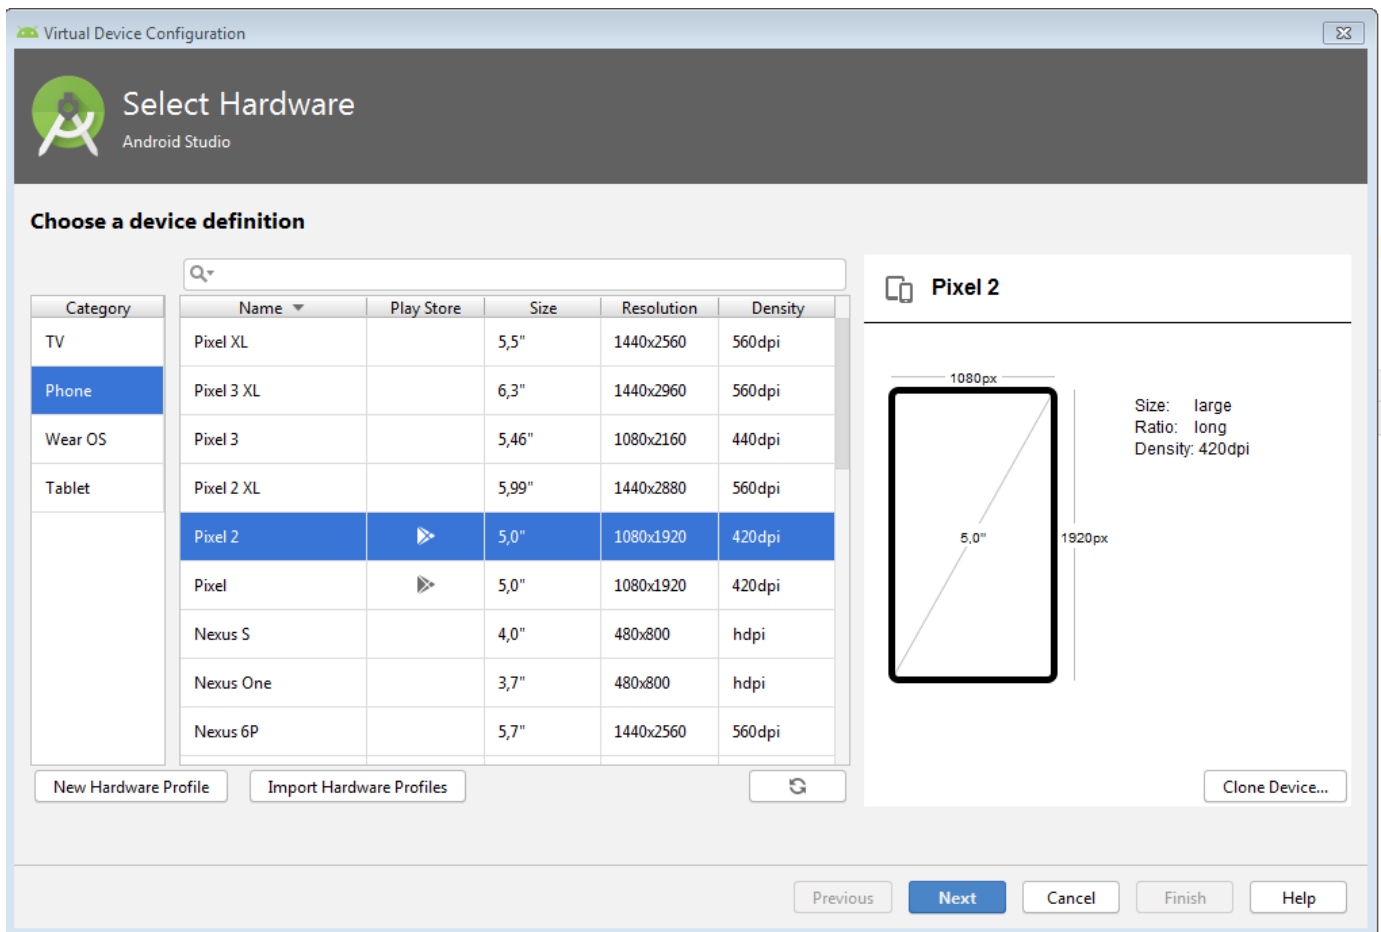 Virtual Device Configuration
Select Hardware
Android Studio
Choose a device definition
Category
TV
Phone
Wear OS
Tablet
Name Play Store Size Resolution Density
Pixel XL 5,5" 1440x2560 560dpi
Pixel 3 XL 6,3" 1440x2960 560dpi
Pixel 3 5,46" 1080x2160 440dpi
Pixel 2 XL 5,99" 1440x2880 560dpi
Pixel 2 5,0" 1080x1920 420dpi
Pixel 5,0" 1080x1920 420dpi
Nexus S 4,0" 480x800 hdpi
Nexus One 3,7" 480x800 hdpi
Nexus 6P 5,7" 1440x2560 560dpi
New Hardware Profile Import Hardware Profiles
Pixel 2
1080px
Size: large
Ratio: long
Density: 420dpi
5,0" 1920px
Clone Device...
Previous Next Cancel Finish Help